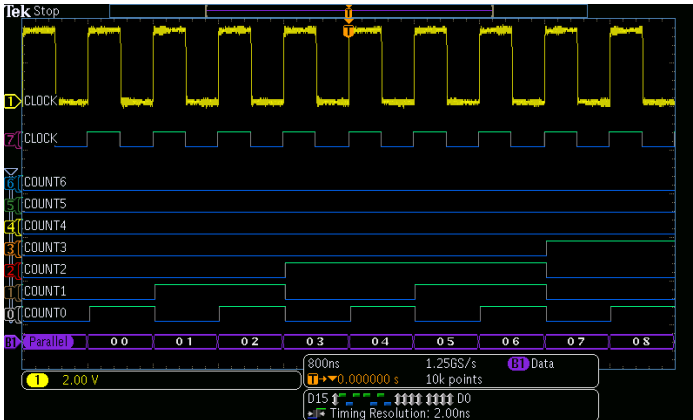 Tek Stop
T
T
1 CLOCK
7 CLOCK
6 COUNT6
5 COUNT5
4 COUNT4
3 COUNT3
2 COUNT2
1 COUNT1
0 COUNT0
B1 Parallel 00 01 02 03 04 05 06 07 08
1 2.00 V
800ns 1.25GS/s B1 Data
T→▼0.000000 s 10k points
D15 D0
Timing Resolution: 2.00ns